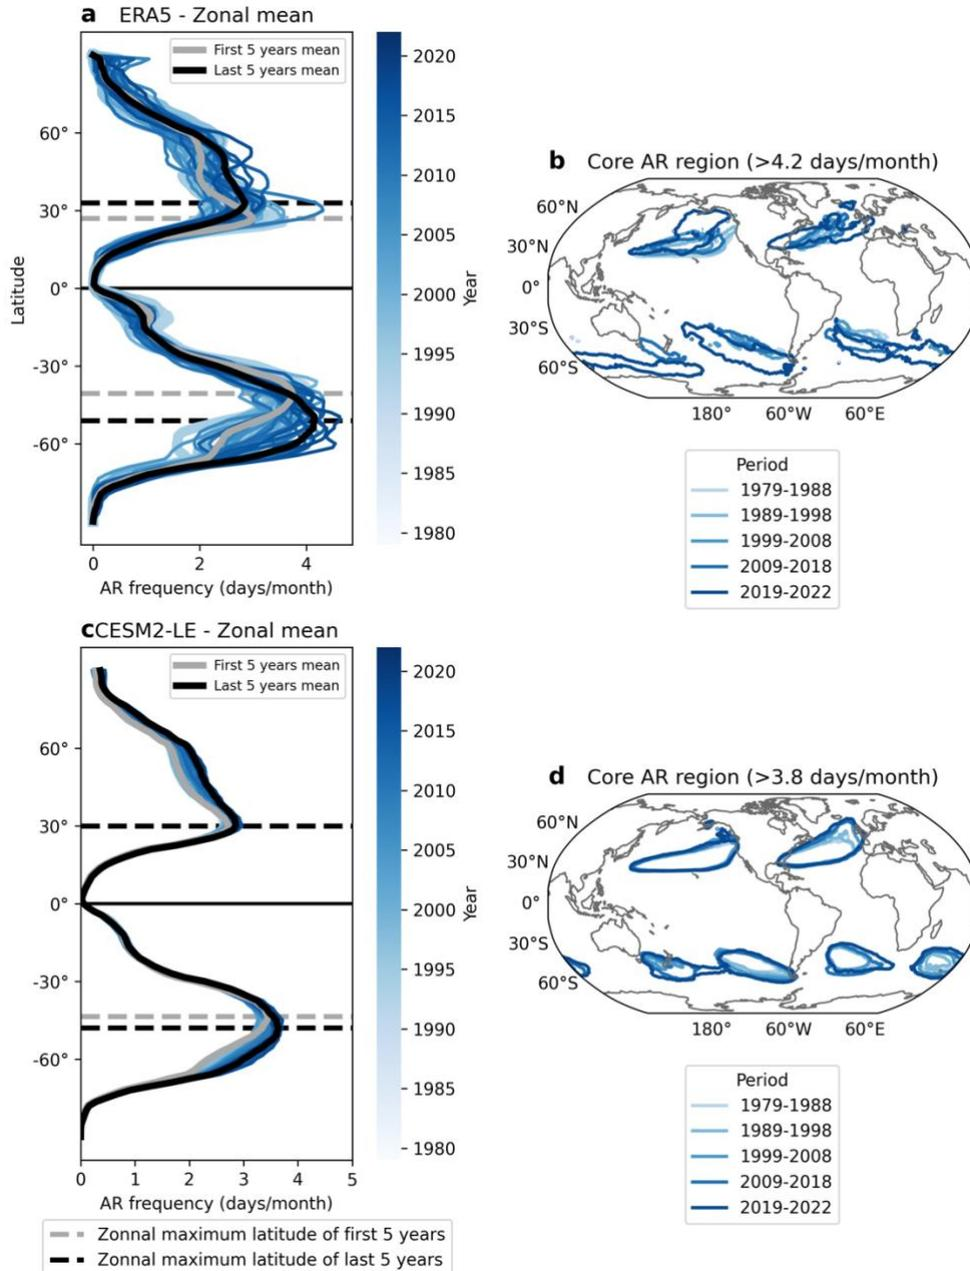 a ERA5 - Zonal mean
First 5 years mean
Last 5 years mean
60°
30°
0°
-30°
-60°
Latitude
0 2 4
AR frequency (days/month)
2020
2015
2010
2005
2000
1995
1990
1985
1980
Year
b Core AR region (>4.2 days/month)
60°N
30°N
0°
30°S
60°S
180° 60°W 60°E
Period
1979-1988
1989-1998
1999-2008
2009-2018
2019-2022
cCESM2-LE - Zonal mean
First 5 years mean
Last 5 years mean
60°
30°
0°
-30°
-60°
0 1 2 3 4 5
AR frequency (days/month)
2020
2015
2010
2005
2000
1995
1990
1985
1980
Year
Zonnal maximum latitude of first 5 years
Zonnal maximum latitude of last 5 years
d Core AR region (>3.8 days/month)
60°N
30°N
0°
30°S
60°S
180° 60°W 60°E
Period
1979-1988
1989-1998
1999-2008
2009-2018
2019-2022